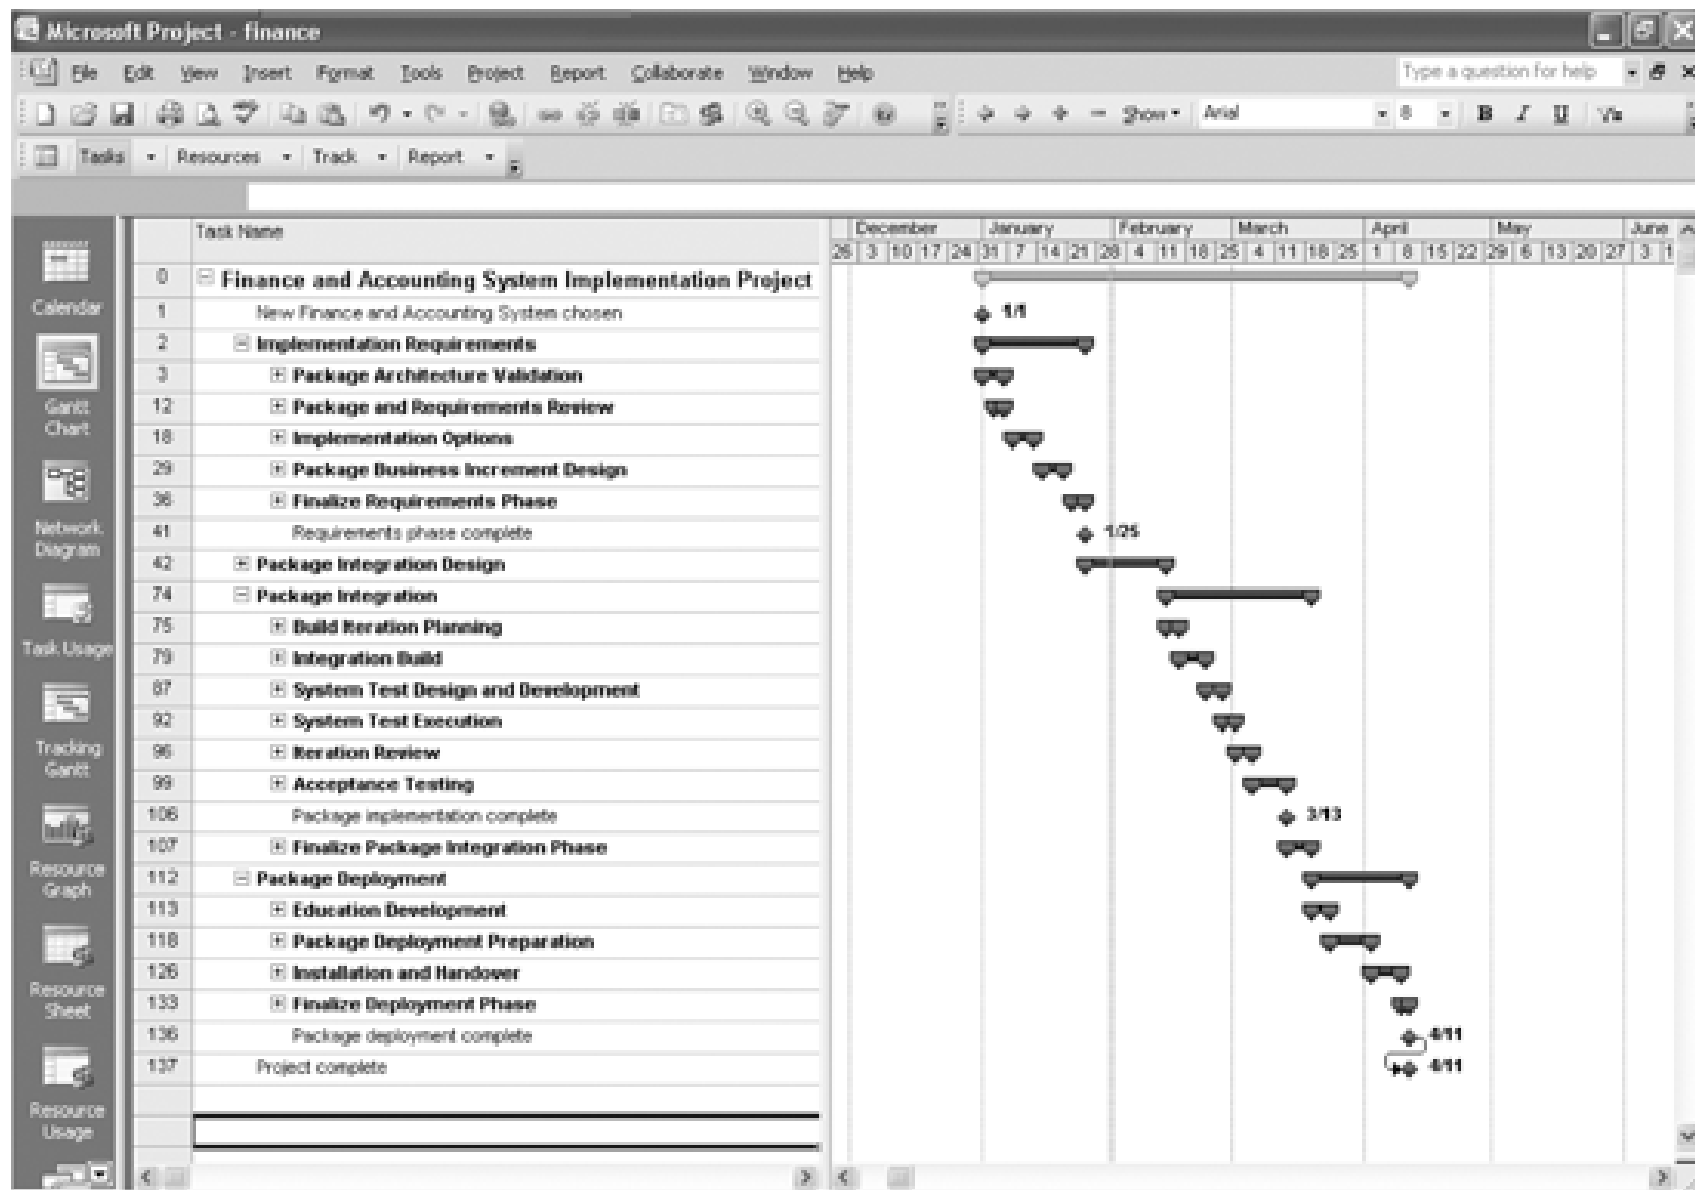 Microsoft Project - finance
File Edit View Insert Format Tools Project Report Collaborate Window Help
Type a question for help
Show Arial 8 B I U
Tasks Resources Track Report
Task Name
December January February March April May June
26 3 10 17 24 31 7 14 21 28 4 11 18 25 4 11 18 25 1 8 15 22 29 6 13 20 27 3 1
0 Finance and Accounting System Implementation Project
1 New Finance and Accounting System chosen 1/1
2 Implementation Requirements
3 Package Architecture Validation
12 Package and Requirements Review
18 Implementation Options
29 Package Business Increment Design
36 Finalize Requirements Phase
41 Requirements phase complete 1/25
42 Package Integration Design
74 Package Integration
75 Build Iteration Planning
79 Integration Build
87 System Test Design and Development
92 System Test Execution
96 Iteration Review
99 Acceptance Testing
106 Package implementation complete 3/13
107 Finalize Package Integration Phase
112 Package Deployment
113 Education Development
118 Package Deployment Preparation
126 Installation and Handover
133 Finalize Deployment Phase
136 Package deployment complete 4/11
137 Project complete 4/11
Calendar
Gantt
Chart
Network
Diagram
Task Usage
Tracking
Gantt
Resource
Graph
Resource
Sheet
Resource
Usage